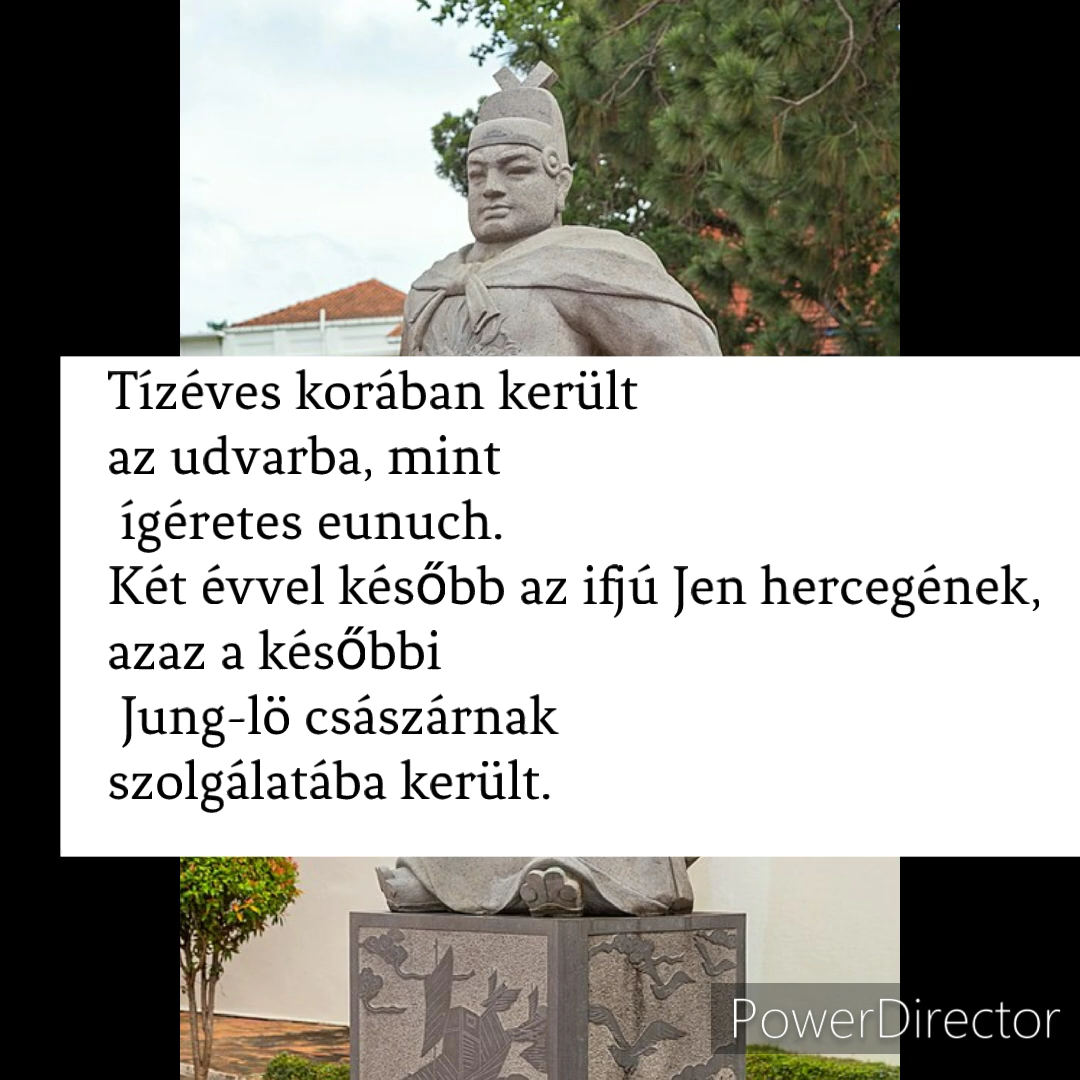 Tízéves korában került
az udvarba, mint
ígéretes eunuch.
Két évvel később az ifjú Jen hercegének,
azaz a későbbi
Jung-lö császárnak
szolgálatába került.
PowerDirector